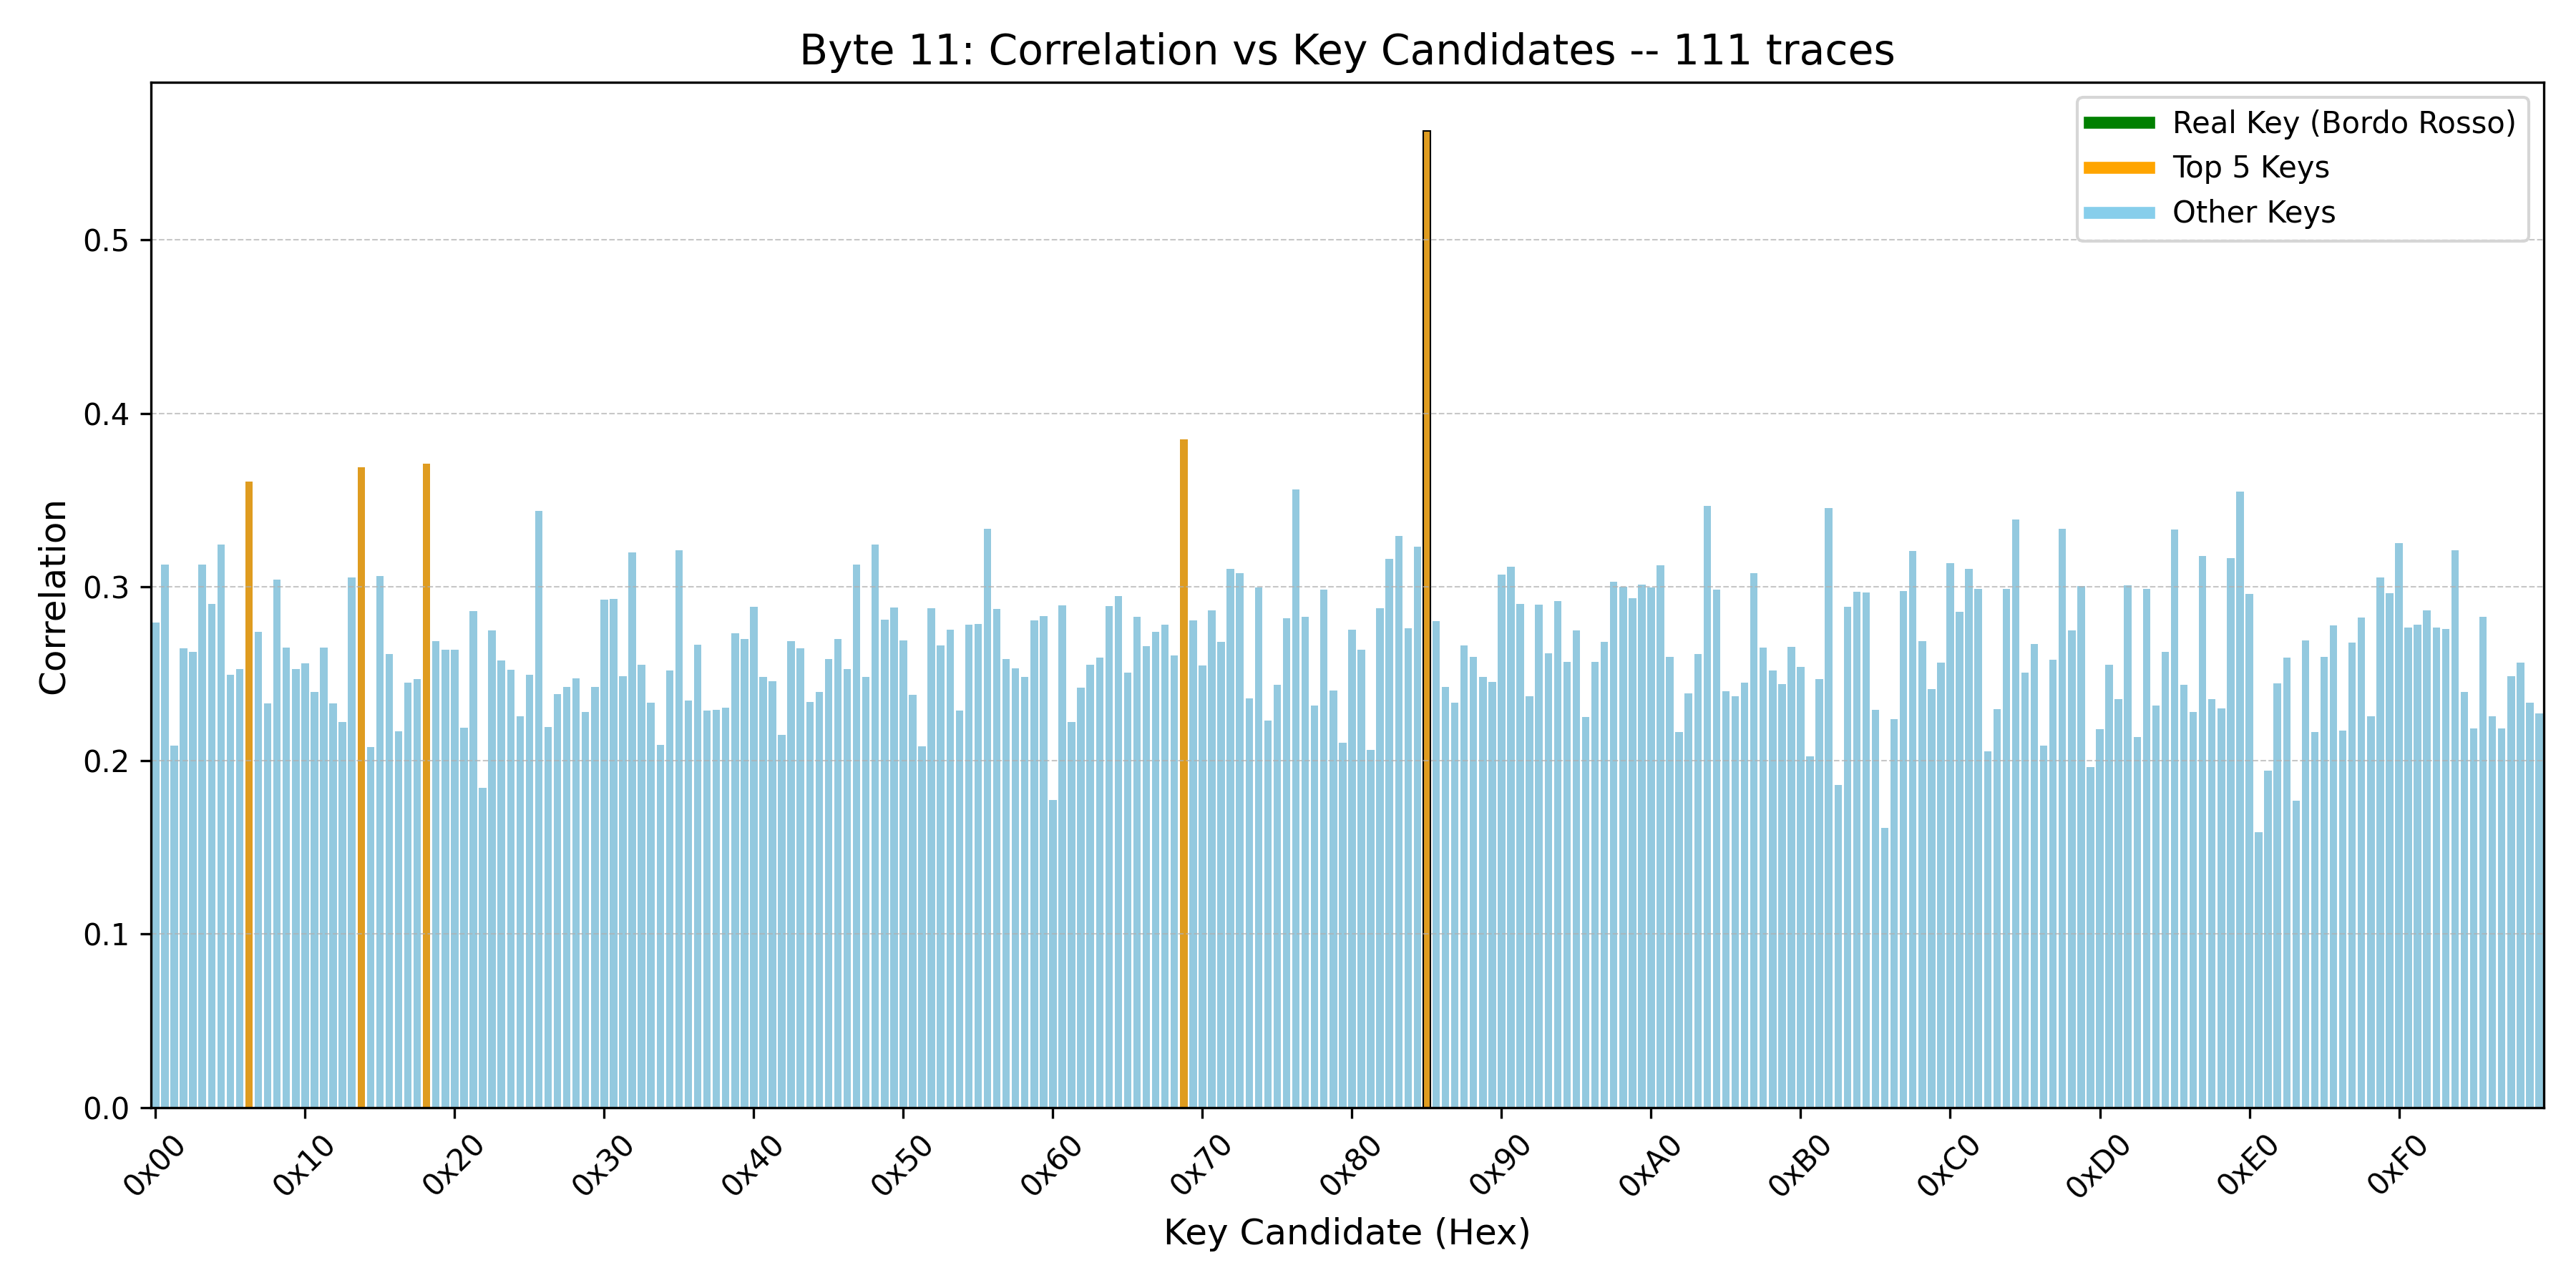 Byte 11: Correlation vs Key Candidates -- 111 traces
Real Key (Bordo Rosso)
Top 5 Keys
Other Keys
Correlation
0.5
0.4
0.3
0.2
0.1
0.0
0x00 0x10 0x20 0x30 0x40 0x50 0x60 0x70 0x80 0x90 0xA0 0xB0 0xC0 0xD0 0xE0 0xF0
Key Candidate (Hex)